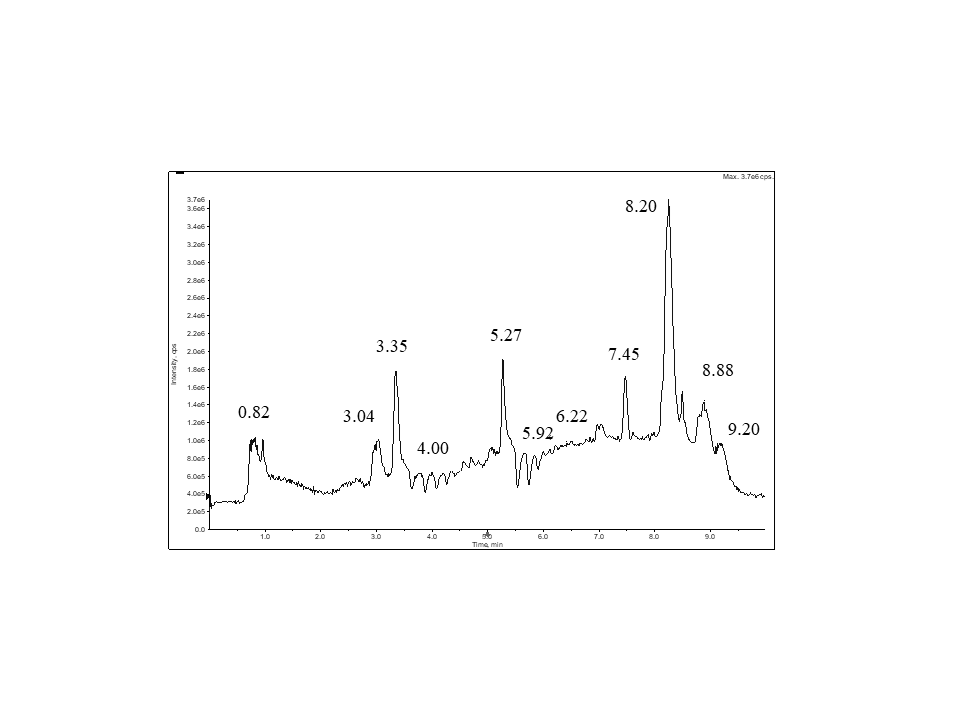 Max. 3.7e6 cps.
3.7e6
3.6e6
3.4e6
3.2e6
3.0e6
2.8e6
2.6e6
2.4e6
2.2e6
2.0e6
1.8e6
1.6e6
1.4e6
1.2e6
1.0e6
8.0e5
6.0e5
4.0e5
2.0e5
0.0
Intensity, cps
8.20
5.27
3.35
7.45
8.88
0.82
3.04
6.22
9.20
5.92
4.00
1.0 2.0 3.0 4.0 5.0 6.0 7.0 8.0 9.0
Time, min